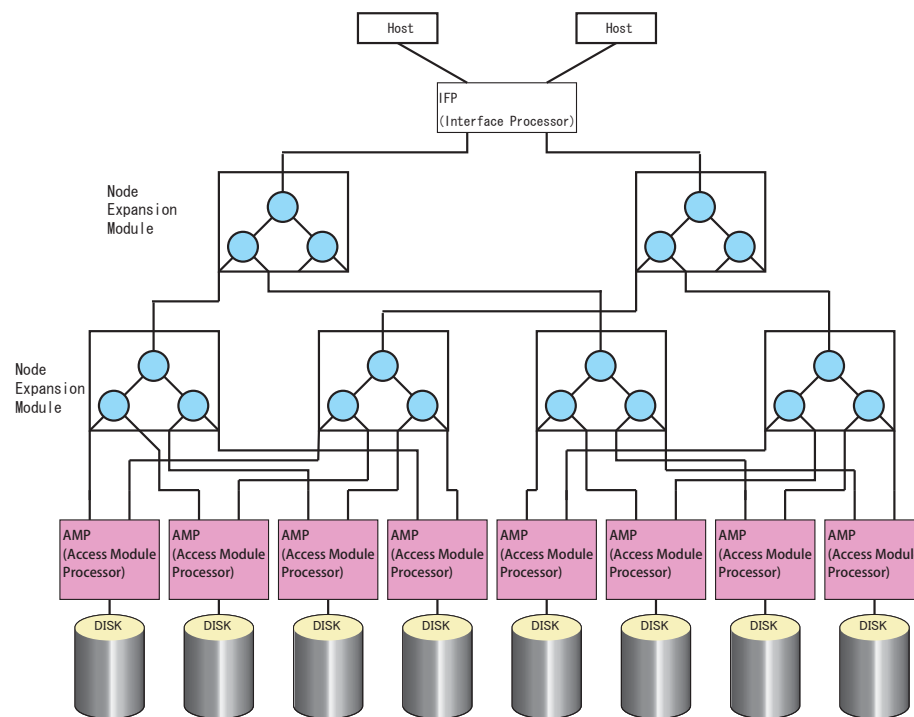 Host
Host
IFP
(Interface Processor)
Node
Expansion
Module
Node
Expansion
Module
AMP
(Access Module
Processor)
AMP
(Access Module
Processor)
AMP
(Access Module
Processor)
AMP
(Access Module
Processor)
AMP
(Access Module
Processor)
AMP
(Access Module
Processor)
AMP
(Access Module
Processor)
AMP
(Access Module
Processor)
DISK
DISK
DISK
DISK
DISK
DISK
DISK
DISK